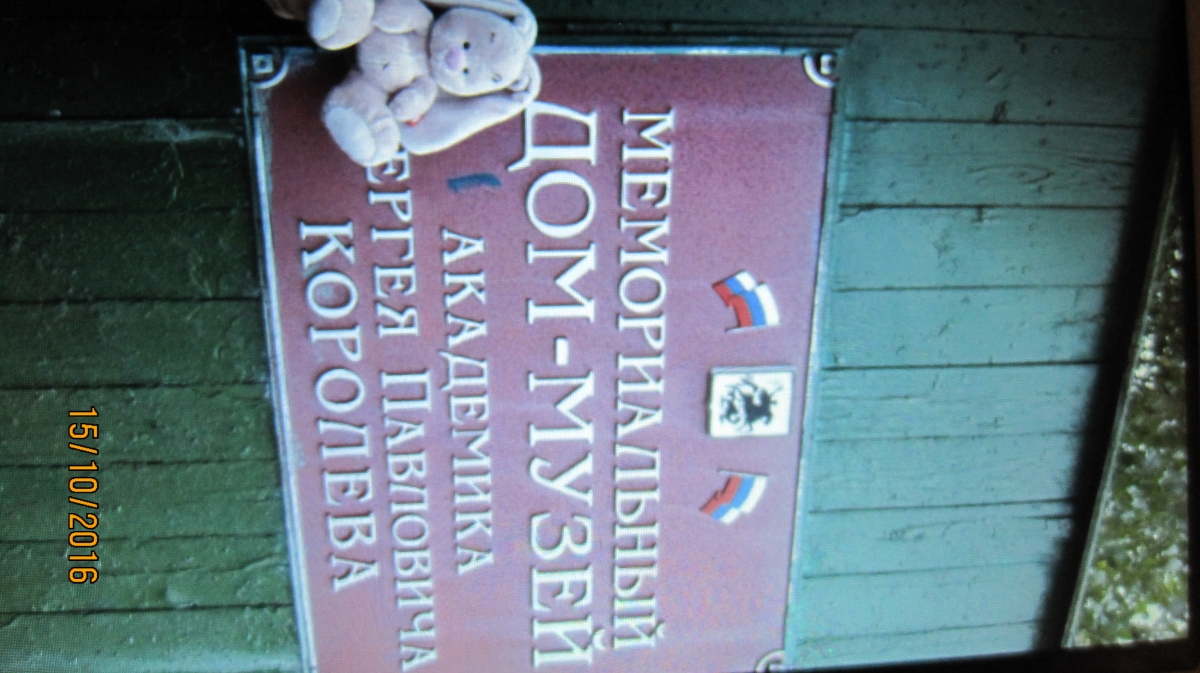 МЕМОРИАЛЬНЫЙ
ДОМ-МУЗЕЙ
АКАДЕМИКА
ЕРГЕЯ ПАВЛОВИЧА
КОРОЛЕВА
15/10/2016